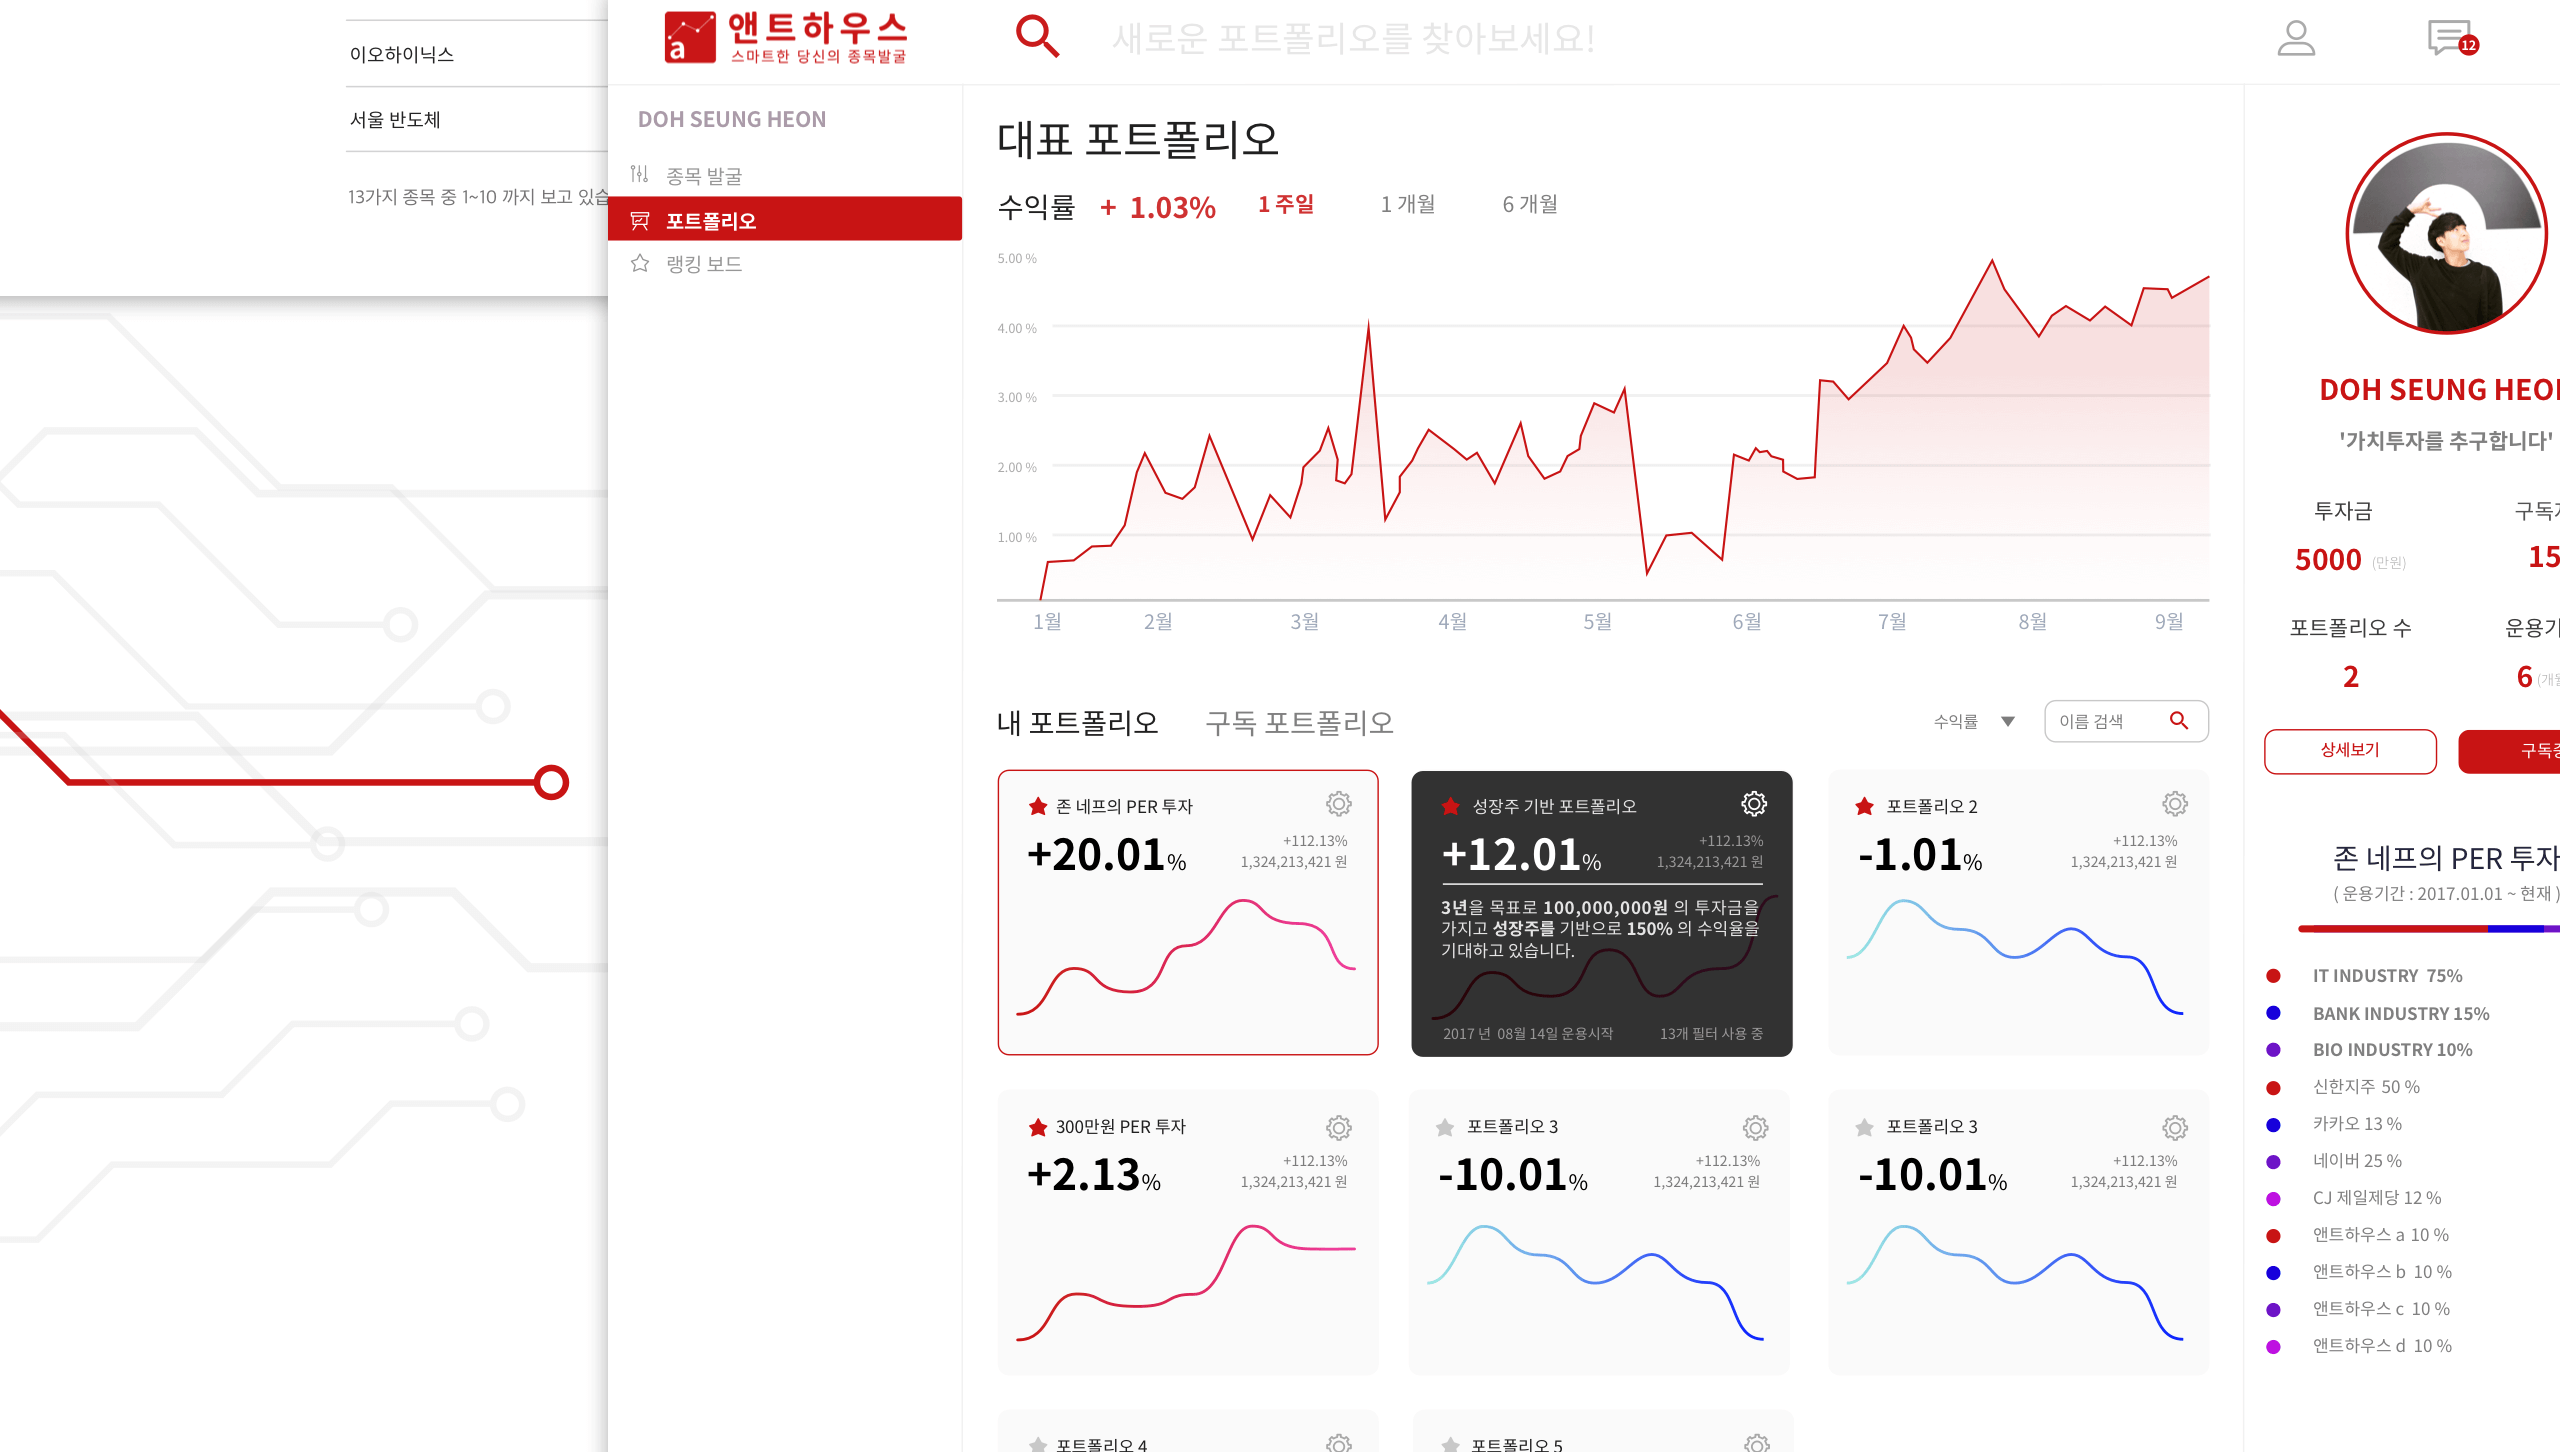 이오하이닉스
서울 반도체
13가지 종목 중 1~10 까지 보고 있습
a 앤트하우스
스마트한 당신의 종목발굴
새로운 포트폴리오를 찾아보세요!
12
DOH SEUNG HEON
종목 발굴
포트폴리오
랭킹 보드
대표 포트폴리오
수익률 + 1.03% 1 주일 1 개월 6 개월
5.00 %
4.00 %
3.00 %
2.00 %
1.00 %
1월 2월 3월 4월 5월 6월 7월 8월 9월
내 포트폴리오 구독 포트폴리오 수익률 ▼ 이름 검색
존 네프의 PER 투자
+20.01%
+112.13%
1,324,213,421 원
성장주 기반 포트폴리오
+12.01%
+112.13%
1,324,213,421 원
3년을 목표로 100,000,000원 의 투자금을
가지고 성장주를 기반으로 150% 의 수익율을
기대하고 있습니다.
2017 년 08월 14일 운용시작 13개 필터 사용 중
포트폴리오 2
-1.01%
+112.13%
1,324,213,421 원
300만원 PER 투자
+2.13%
+112.13%
1,324,213,421 원
포트폴리오 3
-10.01%
+112.13%
1,324,213,421 원
포트폴리오 3
-10.01%
+112.13%
1,324,213,421 원
포트폴리오 4
포트폴리오 5
DOH SEUNG HEO
'가치투자를 추구합니다'
투자금 구독
5000 (만원) 15
포트폴리오 수 운용기
2 6 (개월
상세보기 구독중
존 네프의 PER 투자
( 운용기간 : 2017.01.01 ~ 현재 )
IT INDUSTRY 75%
BANK INDUSTRY 15%
BIO INDUSTRY 10%
신한지주 50 %
카카오 13 %
네이버 25 %
CJ 제일제당 12 %
앤트하우스 a 10 %
앤트하우스 b 10 %
앤트하우스 c 10 %
앤트하우스 d 10 %